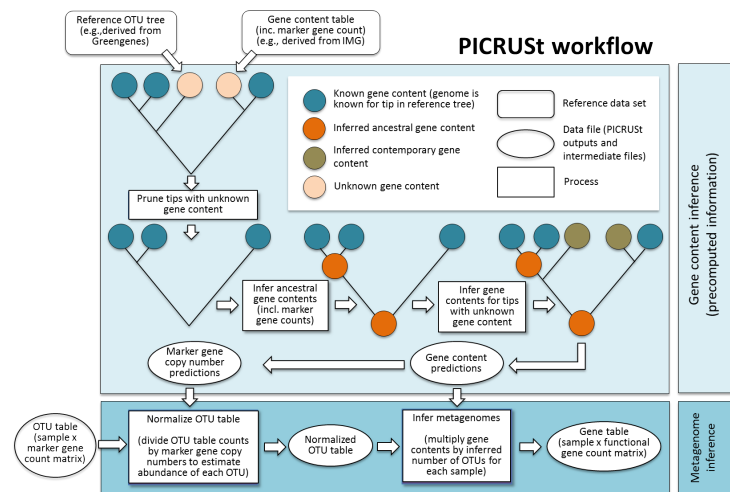 Reference OTU tree
(e.g.,derived from
Greengenes)
Gene content table
(inc. marker gene count)
(e.g., derived from IMG)
PICRUSt workflow
Known gene content (genome is
known for tip in reference tree)
Inferred ancestral gene content
Inferred contemporary gene
content
Unknown gene content
Reference data set
Data file (PICRUSt
outputs and
intermediate files)
Process
Prune tips with unknown
gene content
Infer ancestral
gene contents
(incl. marker
gene counts)
Infer gene
contents for tips
with unknown
gene content
Marker gene
copy number
predictions
Gene content
predictions
Gene content inference
(precomputed information)
OTU table
(sample x
marker gene
count matrix)
Normalize OTU table
(divide OTU table counts
by marker gene copy
numbers to estimate
abundance of each OTU)
Normalized
OTU table
Infer metagenomes
(multiply gene
contents by inferred
number of OTUs for
each sample)
Gene table
(sample x functional
gene count matrix)
Metagenome
inference